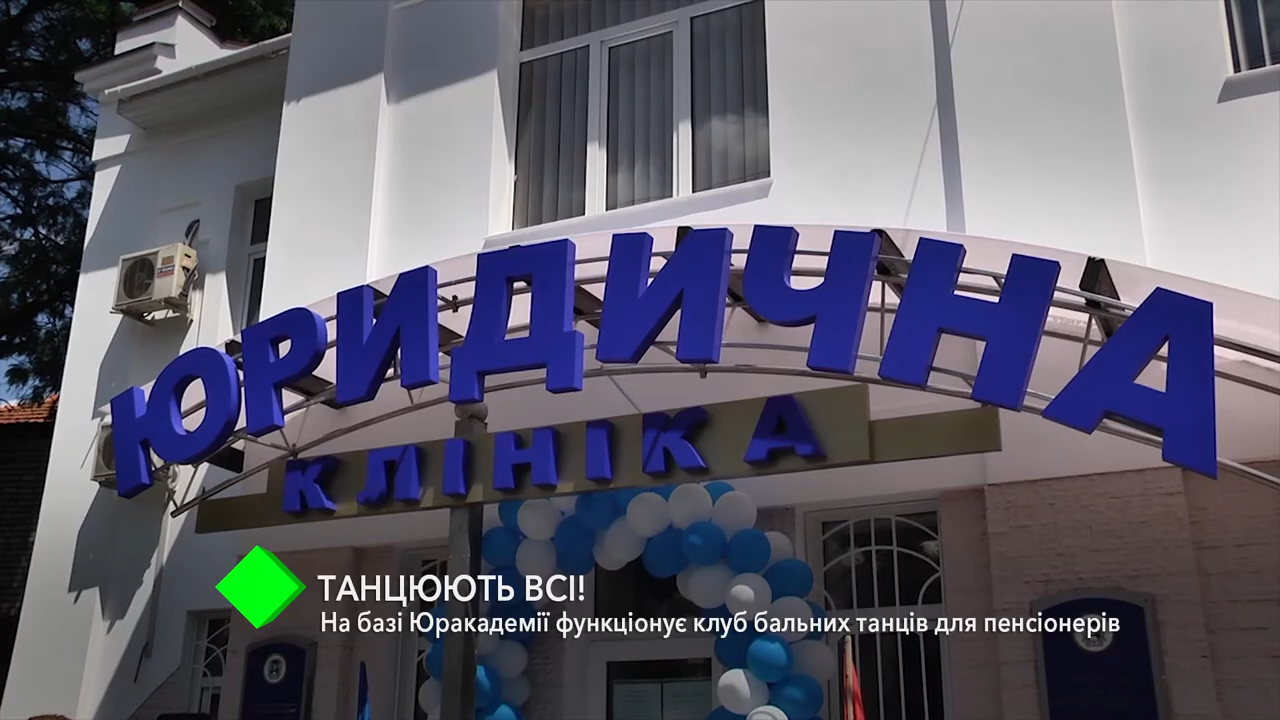 ЮРИДИЧНА
КЛІНІКА
ТАНЦЮЮТЬ ВСІ!
На базі Юракадемії функціонує клуб бальних танців для пенсіонерів